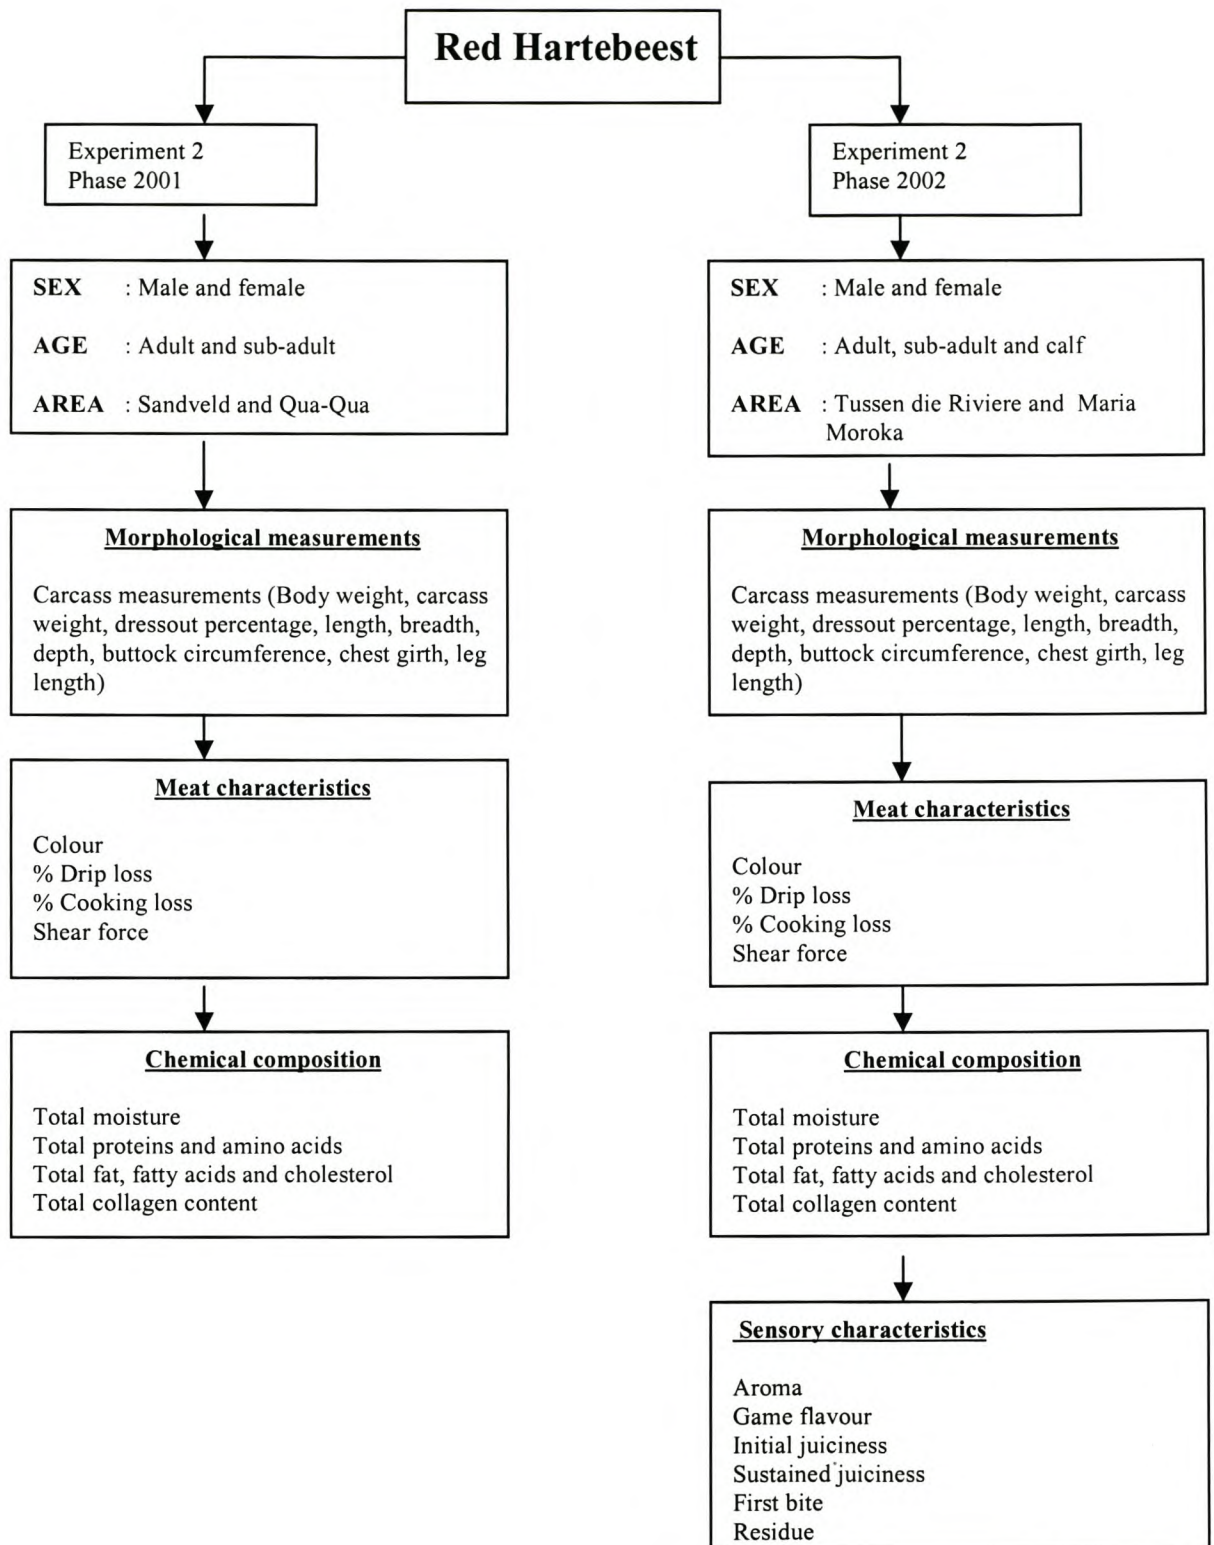 Red Hartebeest
Experiment 2
Phase 2001
SEX : Male and female
AGE : Adult and sub-adult
AREA : Sandveld and Qua-Qua
Morphological measurements
Carcass measurements (Body weight, carcass
weight, dressout percentage, length, breadth,
depth, buttock circumference, chest girth, leg
length)
Meat characteristics
Colour
% Drip loss
% Cooking loss
Shear force
Chemical composition
Total moisture
Total proteins and amino acids
Total fat, fatty acids and cholesterol
Total collagen content
Experiment 2
Phase 2002
SEX : Male and female
AGE : Adult, sub-adult and calf
AREA : Tussen die Riviere and Maria
Moroka
Morphological measurements
Carcass measurements (Body weight, carcass
weight, dressout percentage, length, breadth,
depth, buttock circumference, chest girth, leg
length)
Meat characteristics
Colour
% Drip loss
% Cooking loss
Shear force
Chemical composition
Total moisture
Total proteins and amino acids
Total fat, fatty acids and cholesterol
Total collagen content
Sensory characteristics
Aroma
Game flavour
Initial juiciness
Sustained juiciness
First bite
Residue